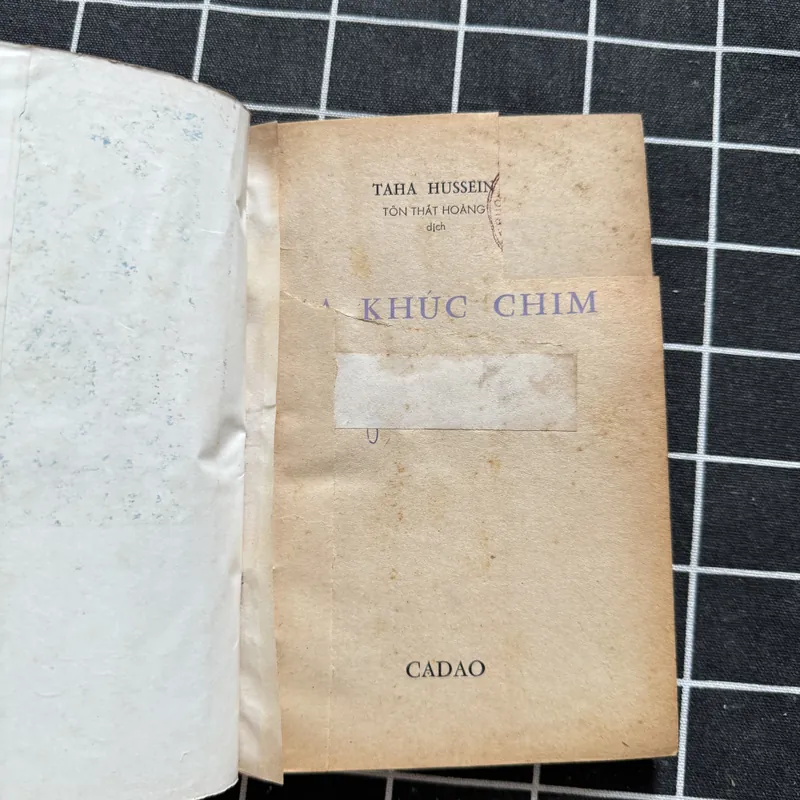 TAHA HUSSEIN
TÔN THẤT HOÀNG
dịch
KHÚC CHIM
CADAO